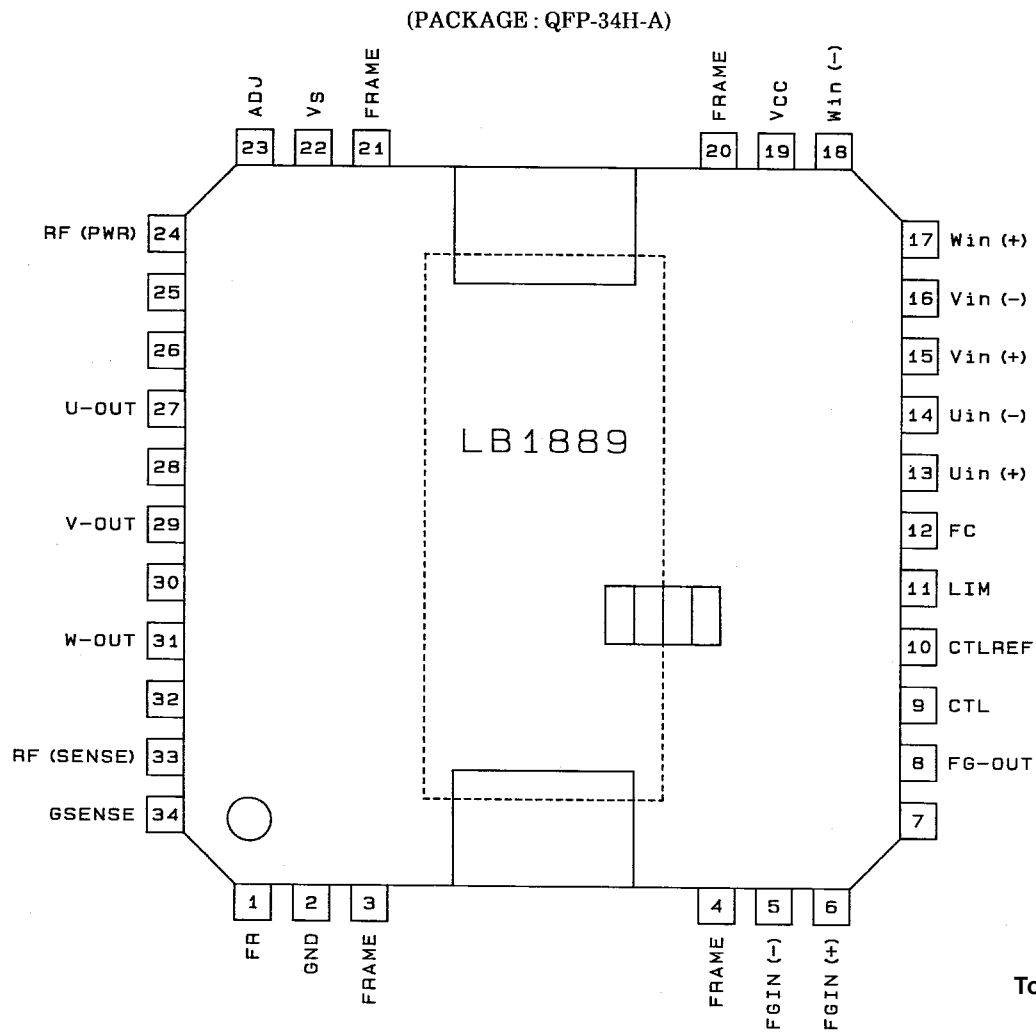 (PACKAGE : QFP-34H-A)
ADJ
VS
FRAME
FRAME
VCC
Win (−)
23
22
21
20
19
18
RF (PWR) 24
17 Win (+)
25
16 Vin (−)
26
15 Vin (+)
U-OUT 27
14 Uin (−)
LB1889
28
13 Uin (+)
V-OUT 29
12 FC
30
11 LIM
W-OUT 31
10 CTLREF
32
9 CTL
RF (SENSE) 33
8 FG-OUT
GSENSE 34
7
1
2
3
4
5
6
FR
GND
FRAME
FRAME
FGIN (−)
FGIN (+)
To